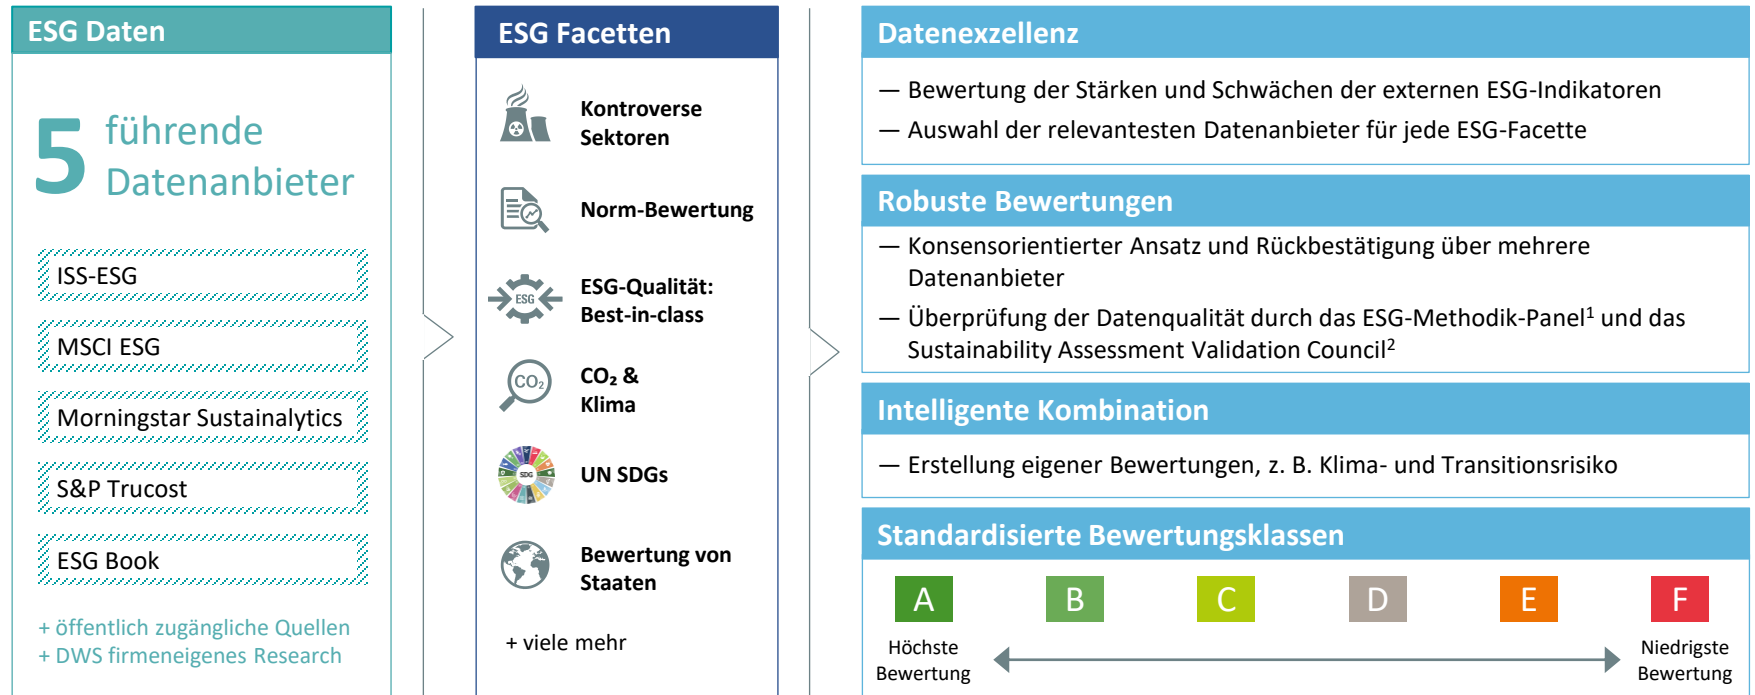 ESG Daten
5 führende
Datenanbieter
ISS-ESG
MSCI ESG
Morningstar Sustainalytics
S&P Trucost
ESG Book
+ öffentlich zugängliche Quellen
+ DWS firmeneigenes Research
ESG Facetten
Kontroverse
Sektoren
Norm-Bewertung
ESG
ESG-Qualität:
Best-in-class
CO₂
CO₂ &
Klima
SDG
UN SDGs
Bewertung von
Staaten
+ viele mehr
Datenexzellenz
— Bewertung der Stärken und Schwächen der externen ESG-Indikatoren
— Auswahl der relevantesten Datenanbieter für jede ESG-Facette
Robuste Bewertungen
— Konsensorientierter Ansatz und Rückbestätigung über mehrere
Datenanbieter
— Überprüfung der Datenqualität durch das ESG-Methodik-Panel¹ und das
Sustainability Assessment Validation Council²
Intelligente Kombination
— Erstellung eigener Bewertungen, z. B. Klima- und Transitionsrisiko
Standardisierte Bewertungsklassen
A B C D E F
Höchste Niedrigste
Bewertung Bewertung